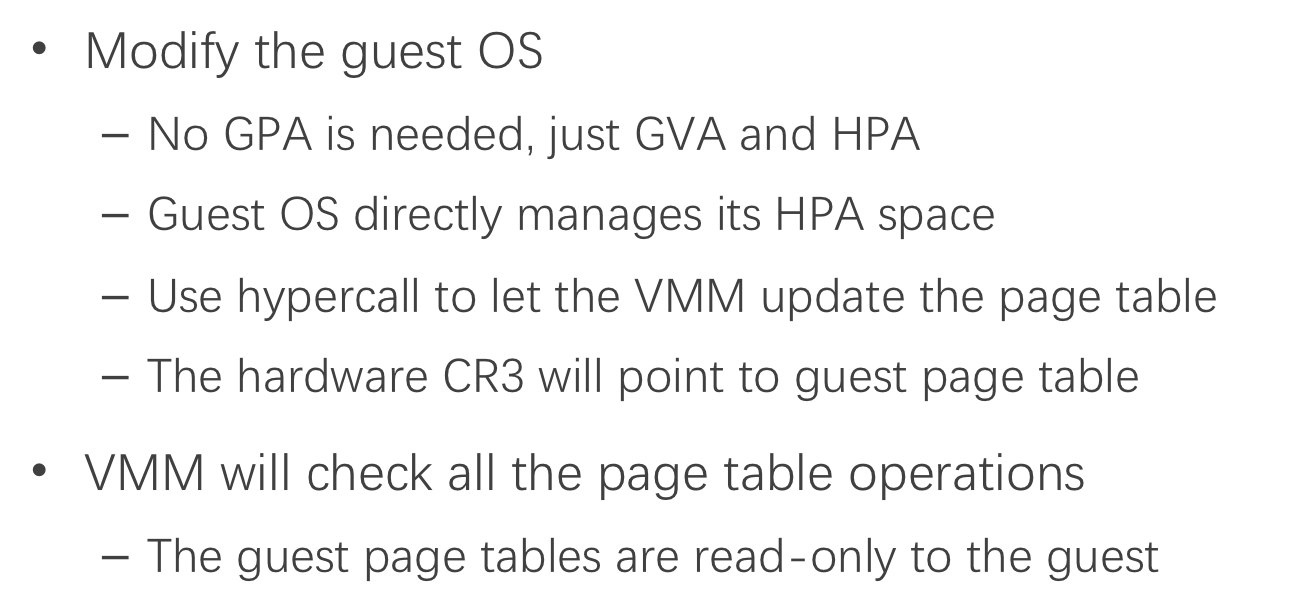 • Modify the guest OS
– No GPA is needed, just GVA and HPA
– Guest OS directly manages its HPA space
– Use hypercall to let the VMM update the page table
– The hardware CR3 will point to guest page table
• VMM will check all the page table operations
– The guest page tables are read-only to the guest